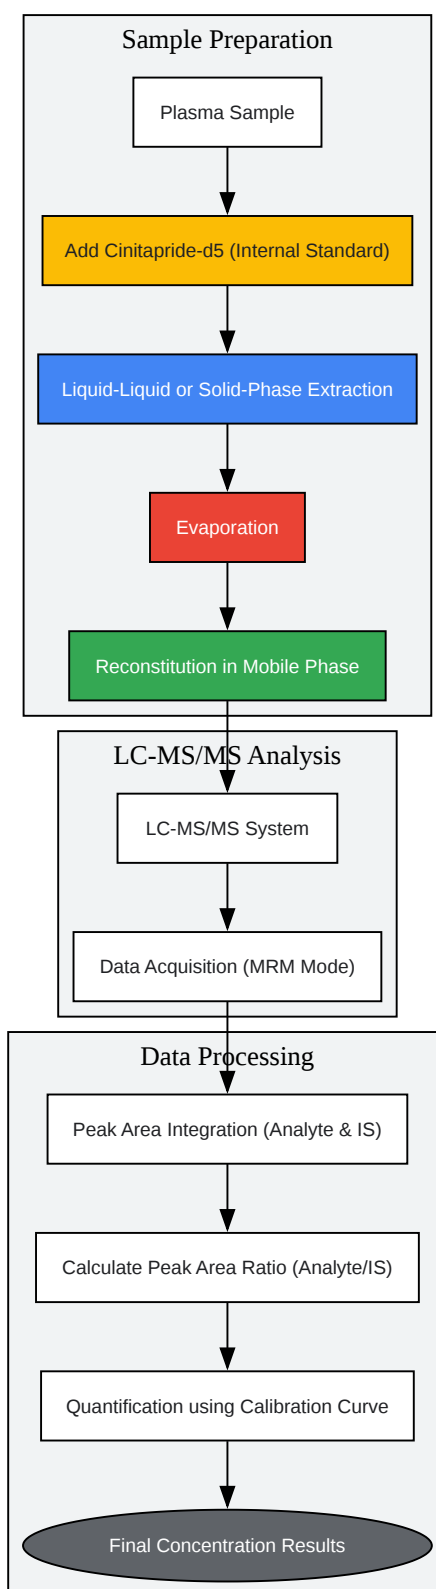 Sample Preparation
Plasma Sample
Add Cinitapride-d5 (Internal Standard)
Liquid-Liquid or Solid-Phase Extraction
Evaporation
Reconstitution in Mobile Phase
LC-MS/MS Analysis
LC-MS/MS System
Data Acquisition (MRM Mode)
Data Processing
Peak Area Integration (Analyte & IS)
Calculate Peak Area Ratio (Analyte/IS)
Quantification using Calibration Curve
Final Concentration Results